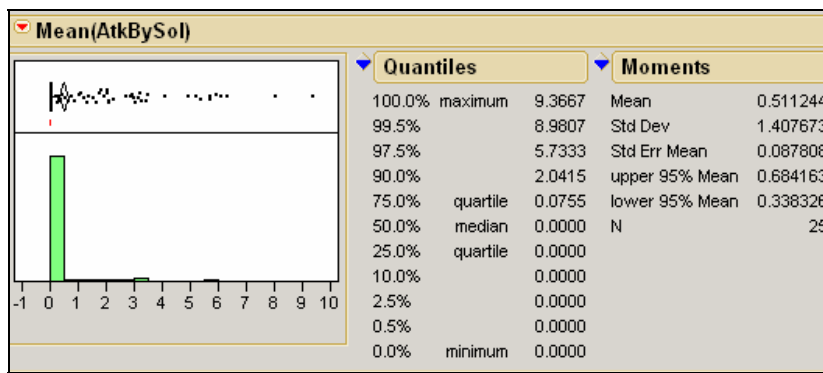 Mean(AtkBySol)
-1 0 1 2 3 4 5 6 7 8 9 10
Quantiles
100.0% maximum 9.3667
99.5% 8.9807
97.5% 5.7333
90.0% 2.0415
75.0% quartile 0.0755
50.0% median 0.0000
25.0% quartile 0.0000
10.0% 0.0000
2.5% 0.0000
0.5% 0.0000
0.0% minimum 0.0000
Moments
Mean 0.511244
Std Dev 1.407673
Std Err Mean 0.087808
upper 95% Mean 0.684163
lower 95% Mean 0.338326
N 25